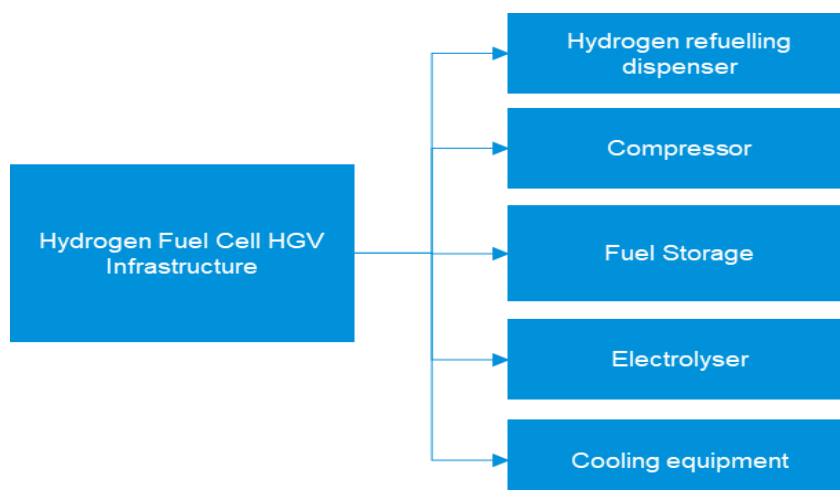 Hydrogen refuelling
dispenser
Compressor
Hydrogen Fuel Cell HGV
Infrastructure
Fuel Storage
Electrolyser
Cooling equipment